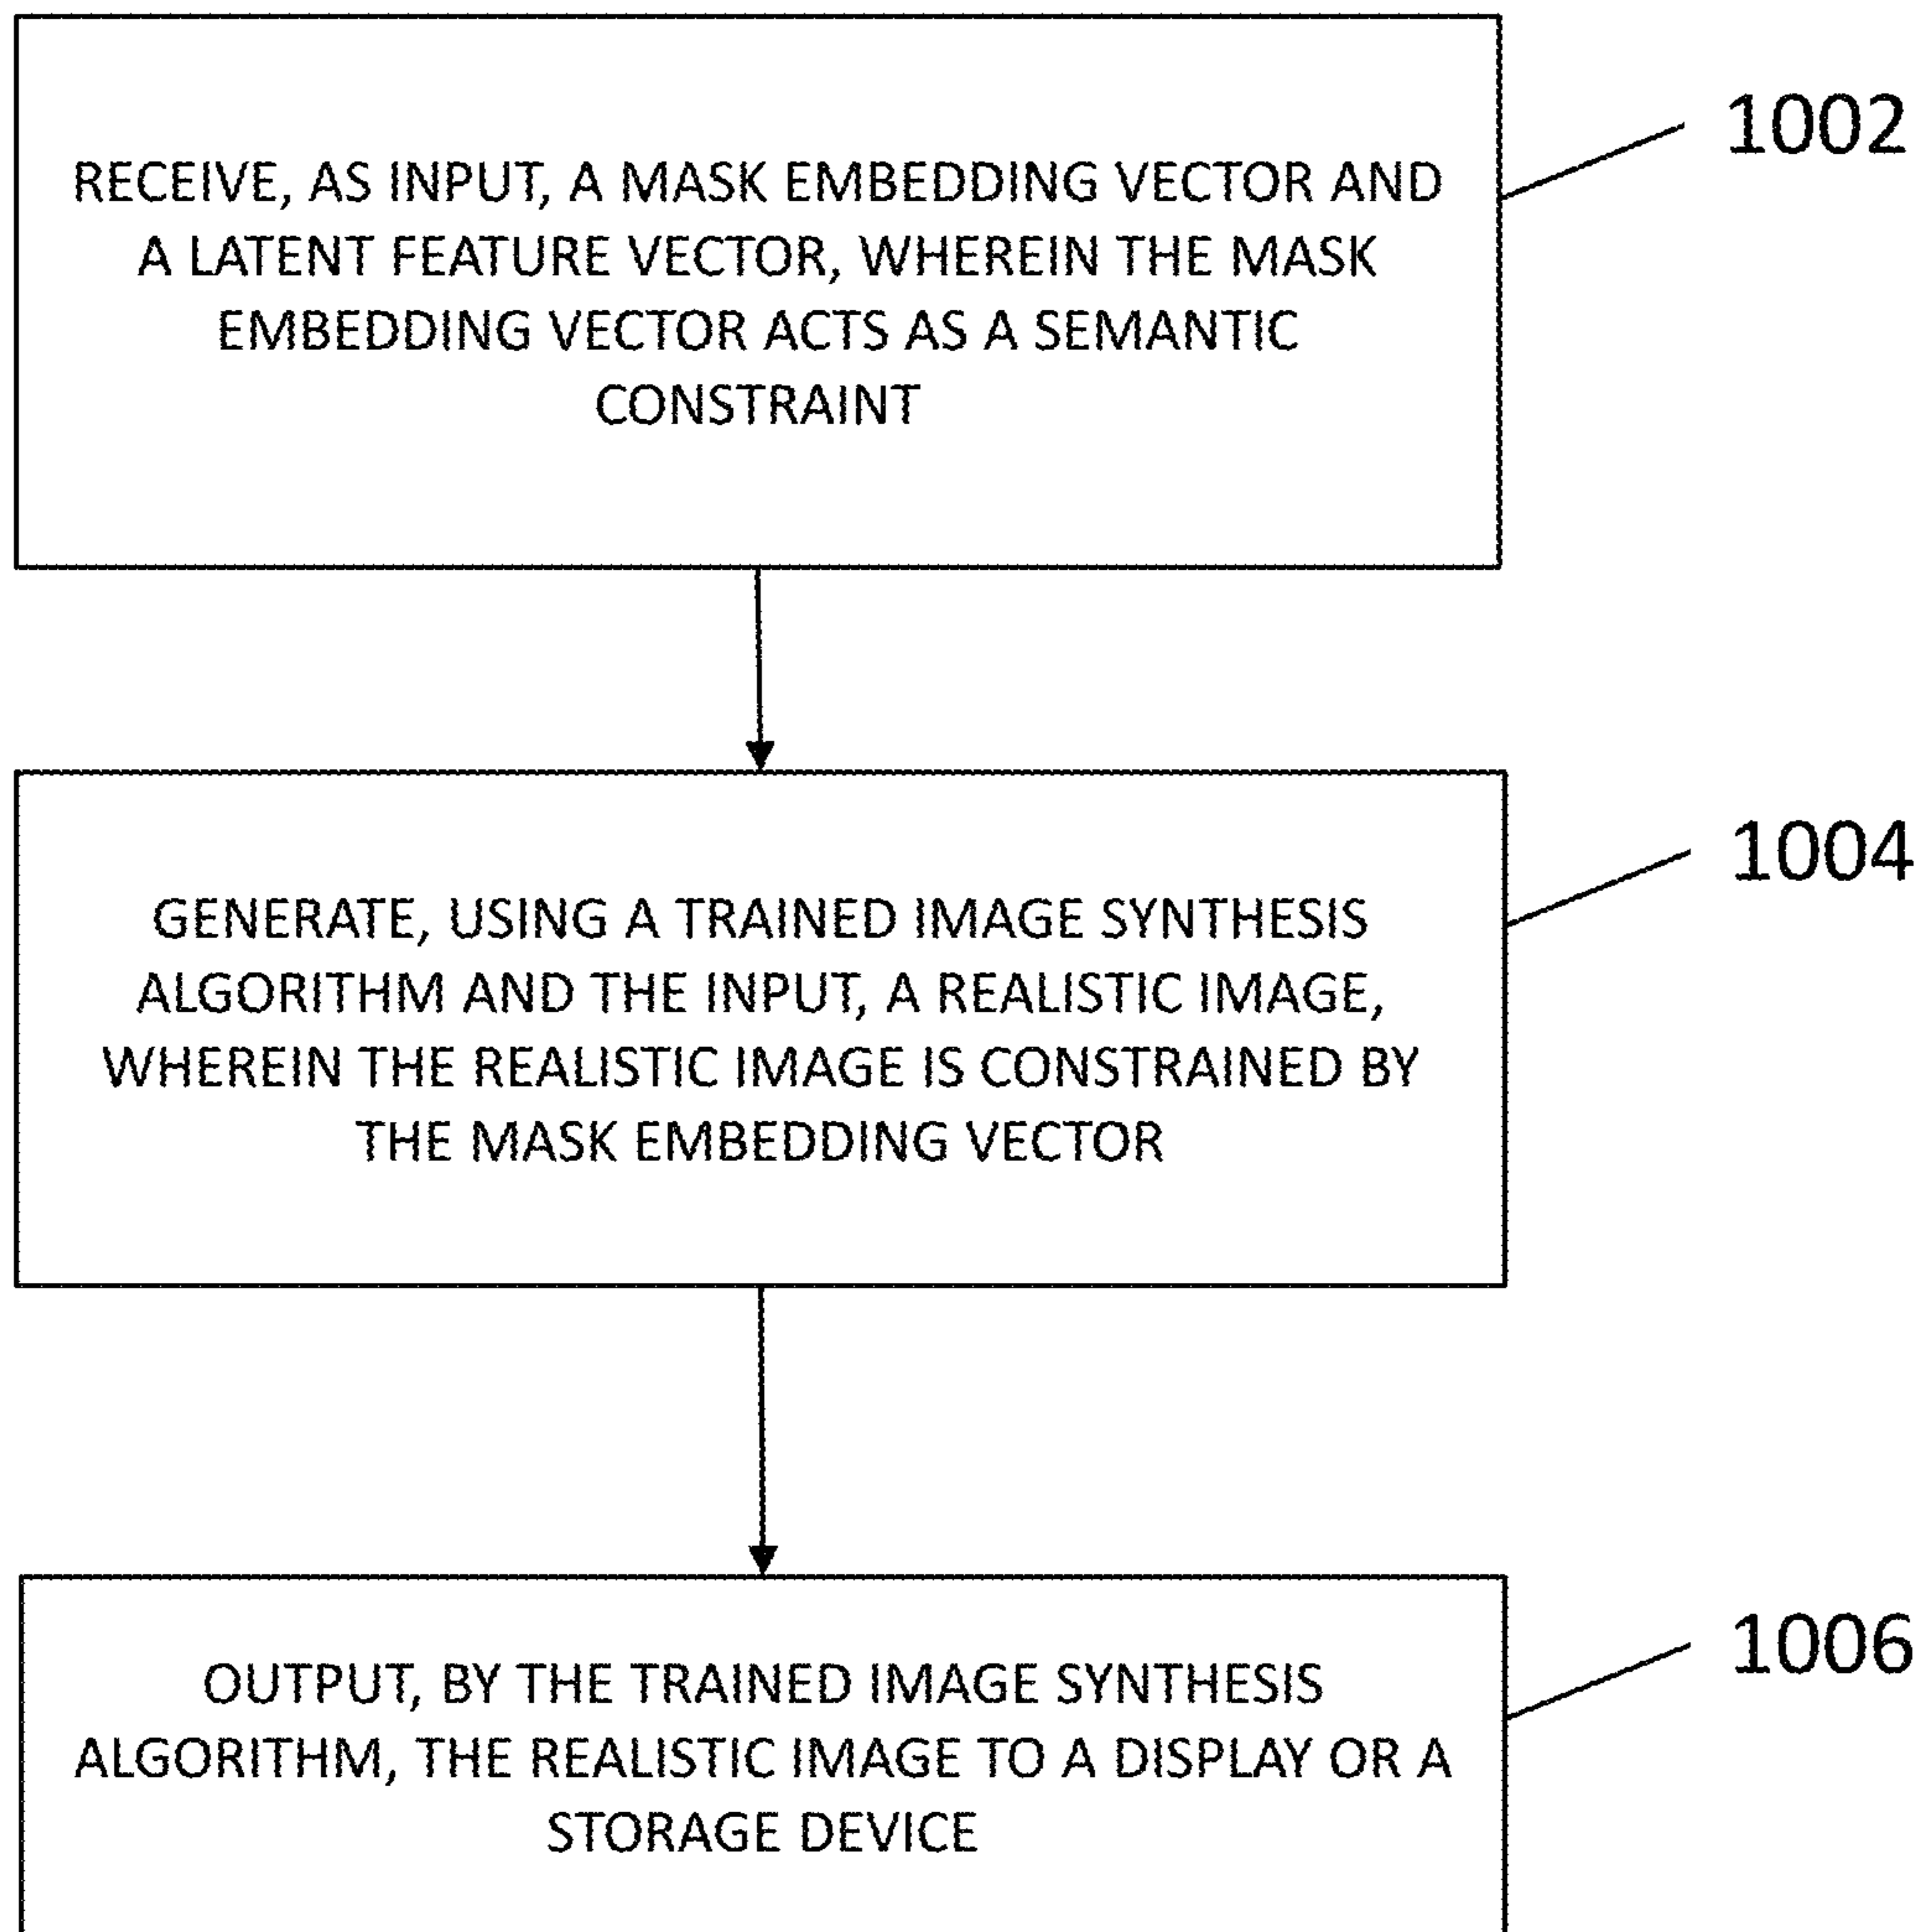 RECEIVE, AS INPUT, A MASK EMBEDDING VECTOR AND
A LATENT FEATURE VECTOR, WHEREIN THE MASK
EMBEDDING VECTOR ACTS AS A SEMANTIC
CONSTRAINT
1002
GENERATE, USING A TRAINED IMAGE SYNTHESIS
ALGORITHM AND THE INPUT, A REALISTIC IMAGE,
WHEREIN THE REALISTIC IMAGE IS CONSTRAINED BY
THE MASK EMBEDDING VECTOR
1004
OUTPUT, BY THE TRAINED IMAGE SYNTHESIS
ALGORITHM, THE REALISTIC IMAGE TO A DISPLAY OR A
STORAGE DEVICE
1006